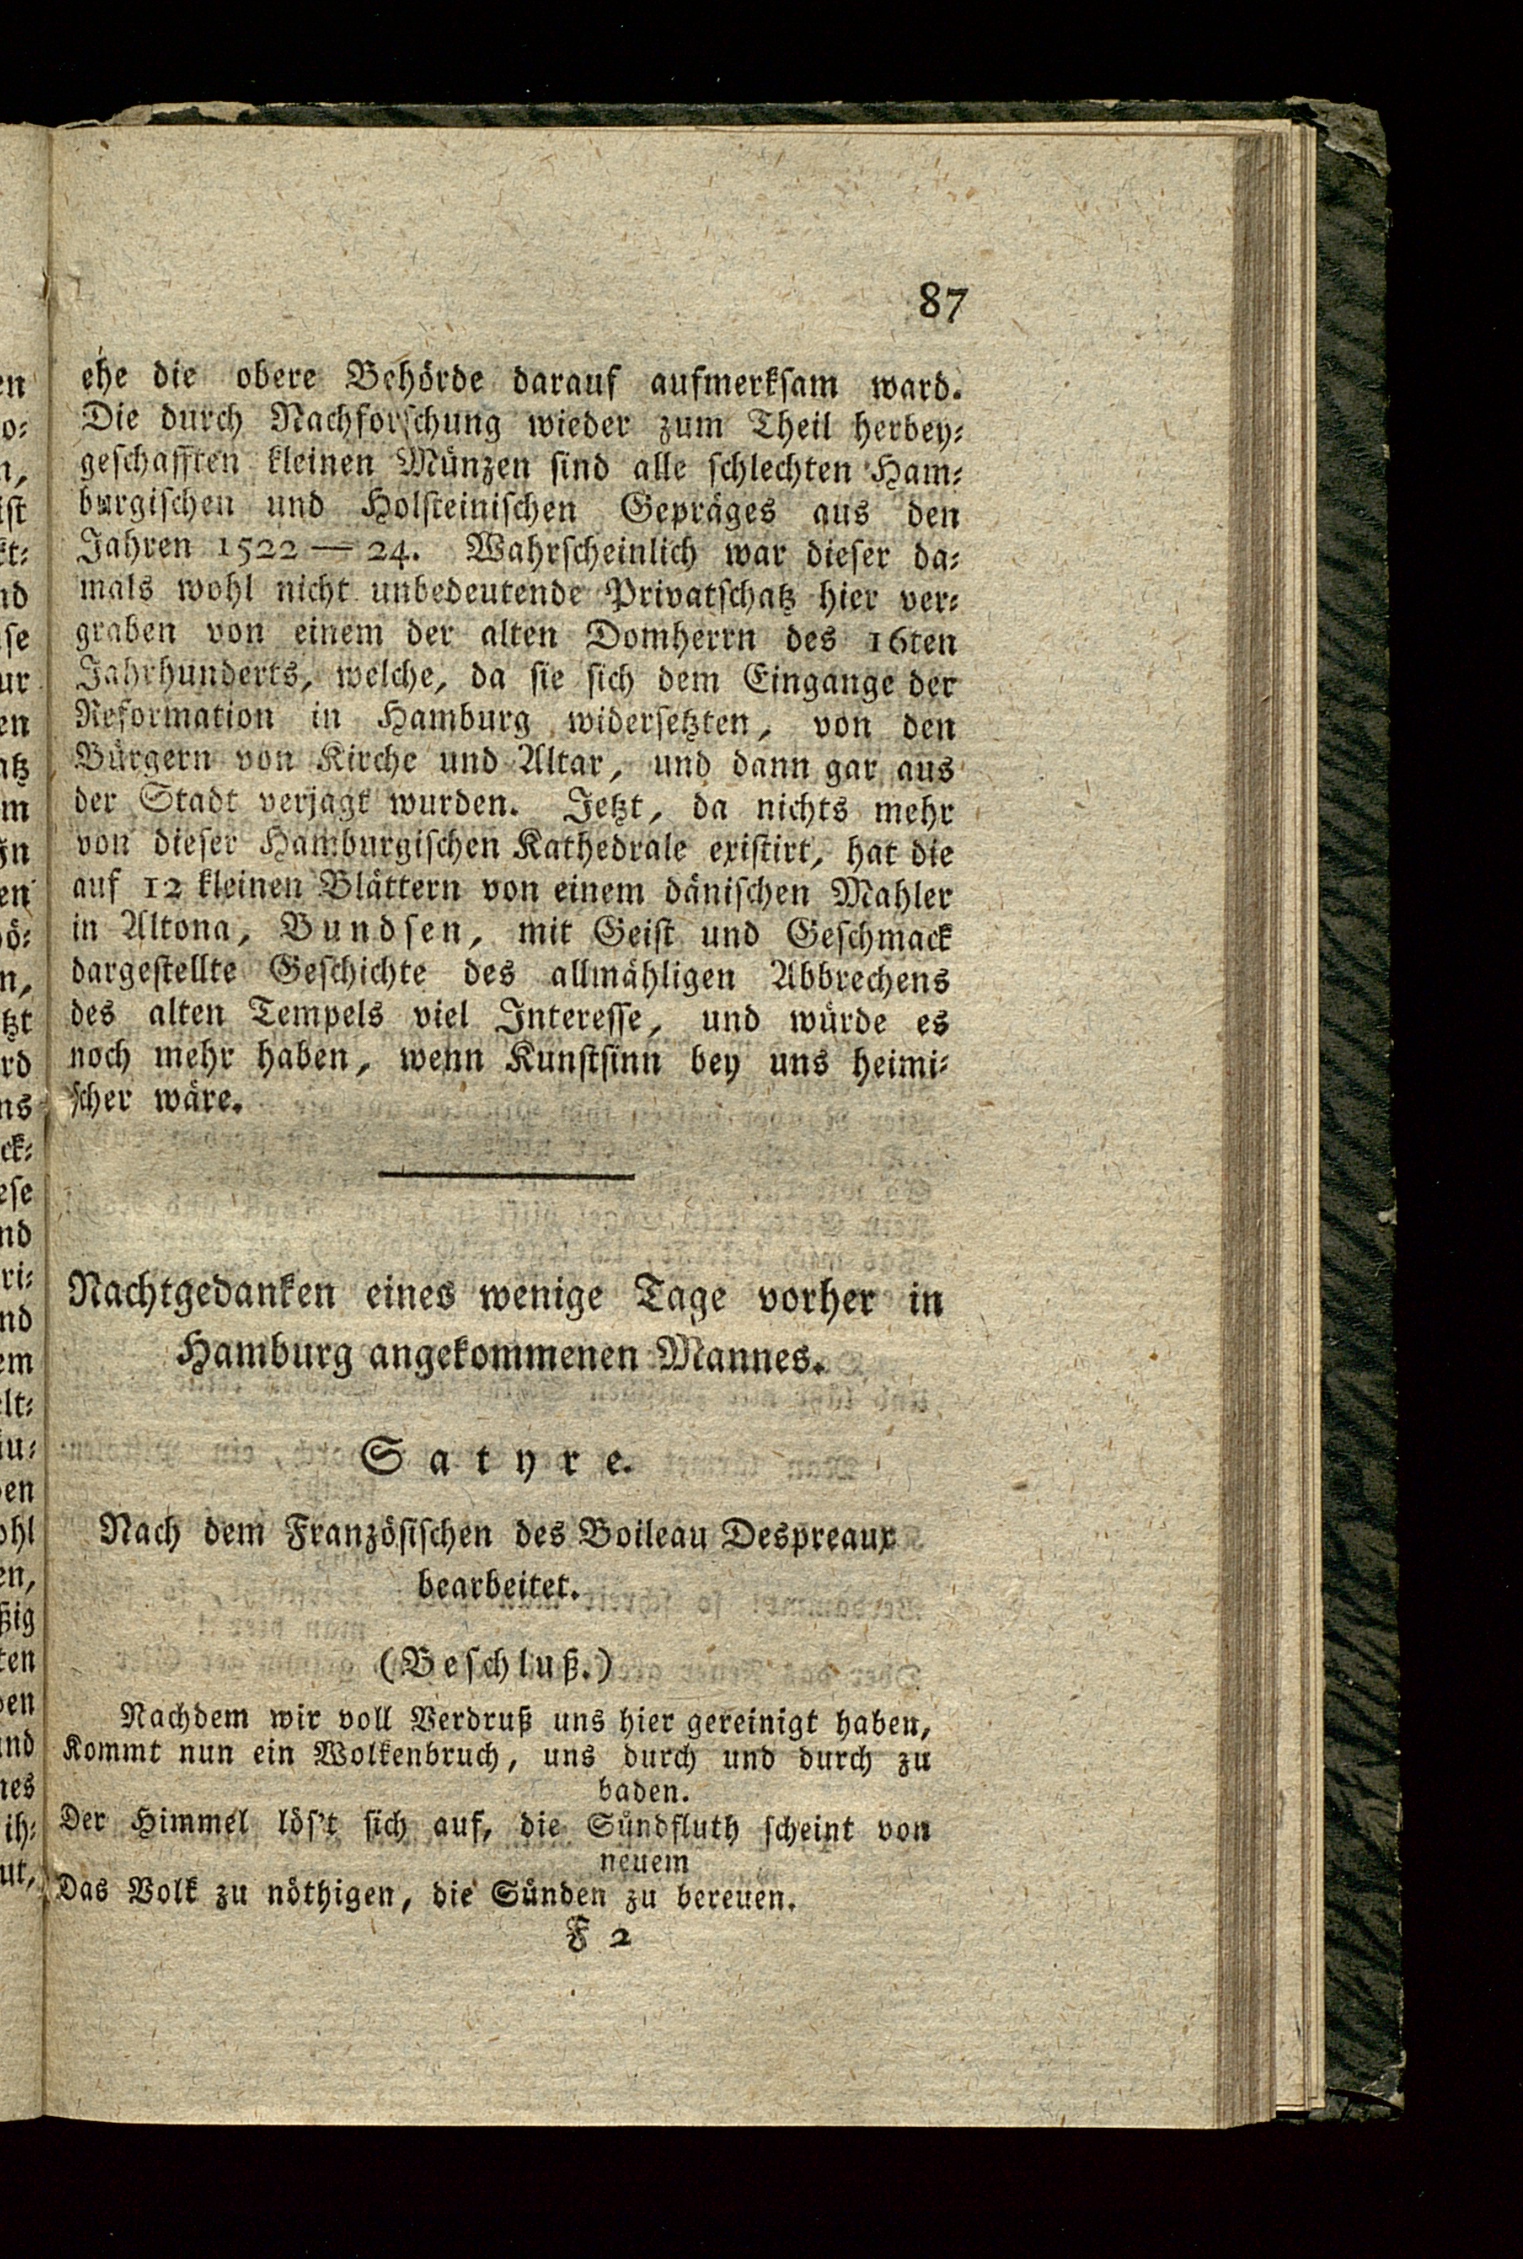 87
ehe die obere Behörde darauf aufmerksam ward.
Die durch Nachforschung wieder zum Theil herbey-
geschafften kleinen Münzen sind alle schlechten Ham-
burgischen und Holsteinischen Gepräges aus den
Jahren 1522 — 24. Wahrscheinlich war dieser da-
mals wohl nicht unbedeutende Privatschatz hier ver-
graben von einem der alten Domherrn des 16ten
Jahrhunderts, welche, da sie sich dem Eingange der
Reformation in Hamburg widersetzten, von den
Bürgern von Kirche und Altar, und dann gar aus
der Stadt verjagt wurden. Jetzt, da nichts mehr
von dieser Hamburgischen Kathedrale existirt, hat die
auf 12 kleinen Blättern von einem dänischen Mahler
in Altona, Bundsen, mit Geist und Geschmack
dargestellte Geschichte des allmähligen Abbrechens
des alten Tempels viel Interesse, und würde es
noch mehr haben, wenn Kunstsinn bey uns heimi-
scher wäre.
Nachtgedanken eines wenige Tage vorher in
Hamburg angekommenen Mannes.
Satyre.
Nach dem Französischen des Boileau Despreaux
bearbeitet.
(Beschluß.)
Nachdem wir voll Verdruß uns hier gereinigt haben,
Kommt nun ein Wolkenbruch, uns durch und durch zu
baden.
Der Himmel lös't sich auf, die Sündfluth scheint von
neuem
Das Volk zu nöthigen, die Sünden zu bereuen.
F 2